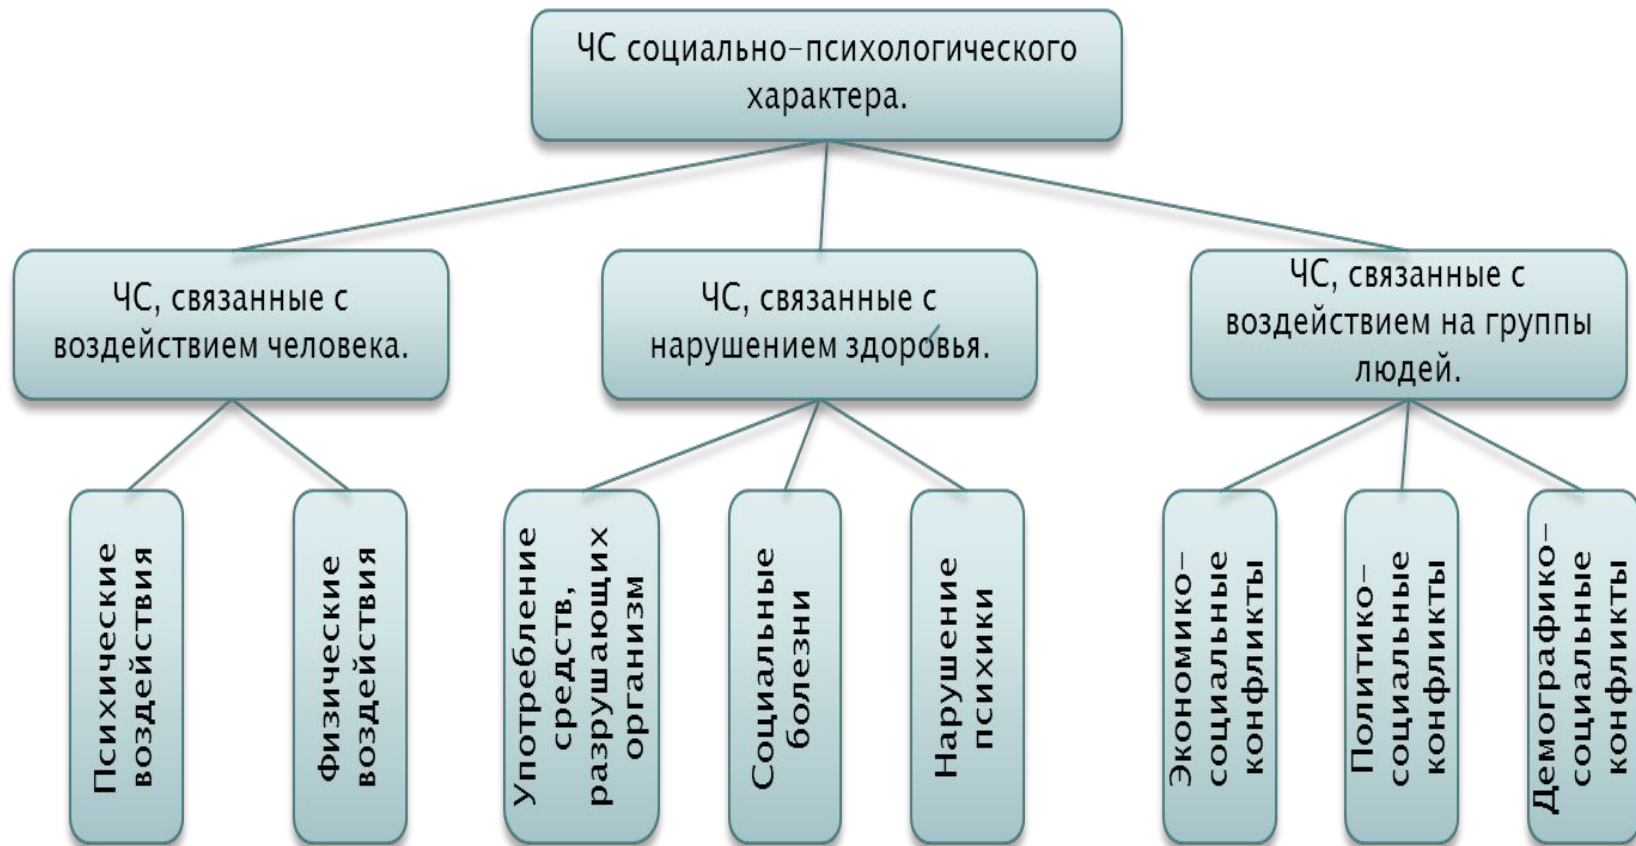 ЧС социально-психологического
характера.
ЧС, связанные с
воздействием человека.
ЧС, связанные с
нарушением здоровья.
ЧС, связанные с
воздействием на группы
людей.
Психические
воздействия
Физические
воздействия
Употребление
средств,
разрушающих
организм
Социальные
болезни
Нарушение
психики
Экономико-
социальные
конфликты
Политико-
социальные
конфликты
Демографико-
социальные
конфликты